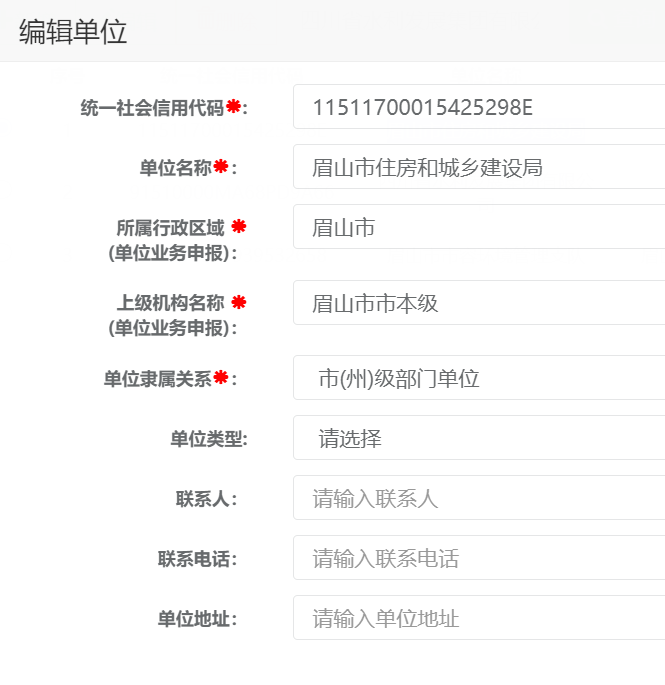 编辑单位
统一社会信用代码*: 11511700015425298E
单位名称*: 眉山市住房和城乡建设局
所属行政区域 * 眉山市
(单位业务申报):
上级机构名称 * 眉山市市本级
(单位业务申报):
单位隶属关系*: 市(州)级部门单位
单位类型: 请选择
联系人: 请输入联系人
联系电话: 请输入联系电话
单位地址: 请输入单位地址